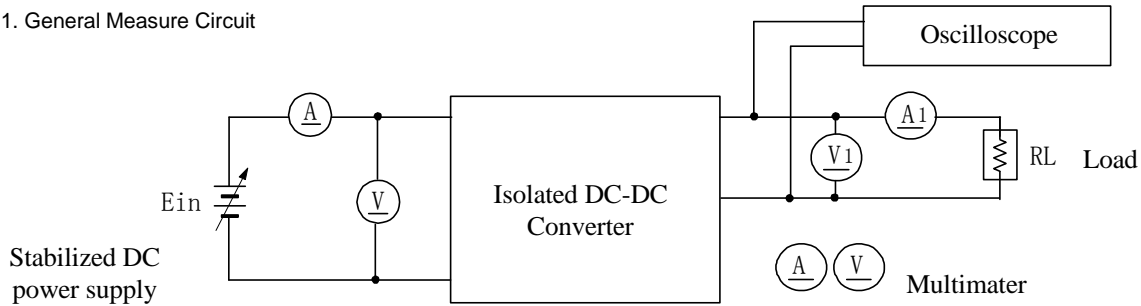 1. General Measure Circuit
Oscilloscope
A
A1
V1
RL
Load
Ein
V
Isolated DC-DC
Converter
Stabilized DC
power supply
A
V
Multimater